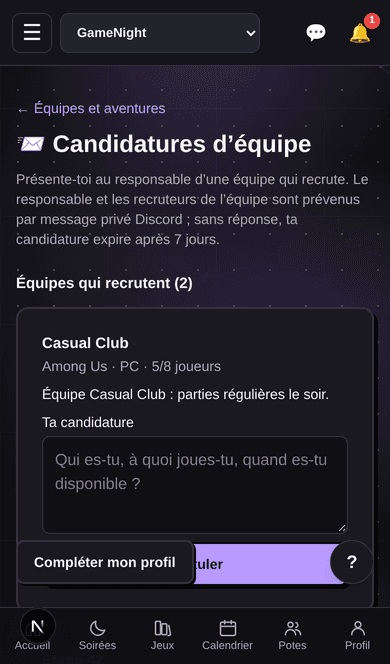 GameNight
1
← Équipes et aventures
📨 Candidatures d’équipe
Présente-toi au responsable d’une équipe qui recrute. Le
responsable et les recruteurs de l’équipe sont prévenus
par message privé Discord ; sans réponse, ta
candidature expire après 7 jours.
Équipes qui recrutent (2)
Casual Club
Among Us · PC · 5/8 joueurs
Équipe Casual Club : parties régulières le soir.
Ta candidature
Qui es-tu, à quoi joues-tu, quand es-tu
disponible ?
Compléter mon profil
?
N
Accueil
Soirées
Jeux
Calendrier
Potes
Profil